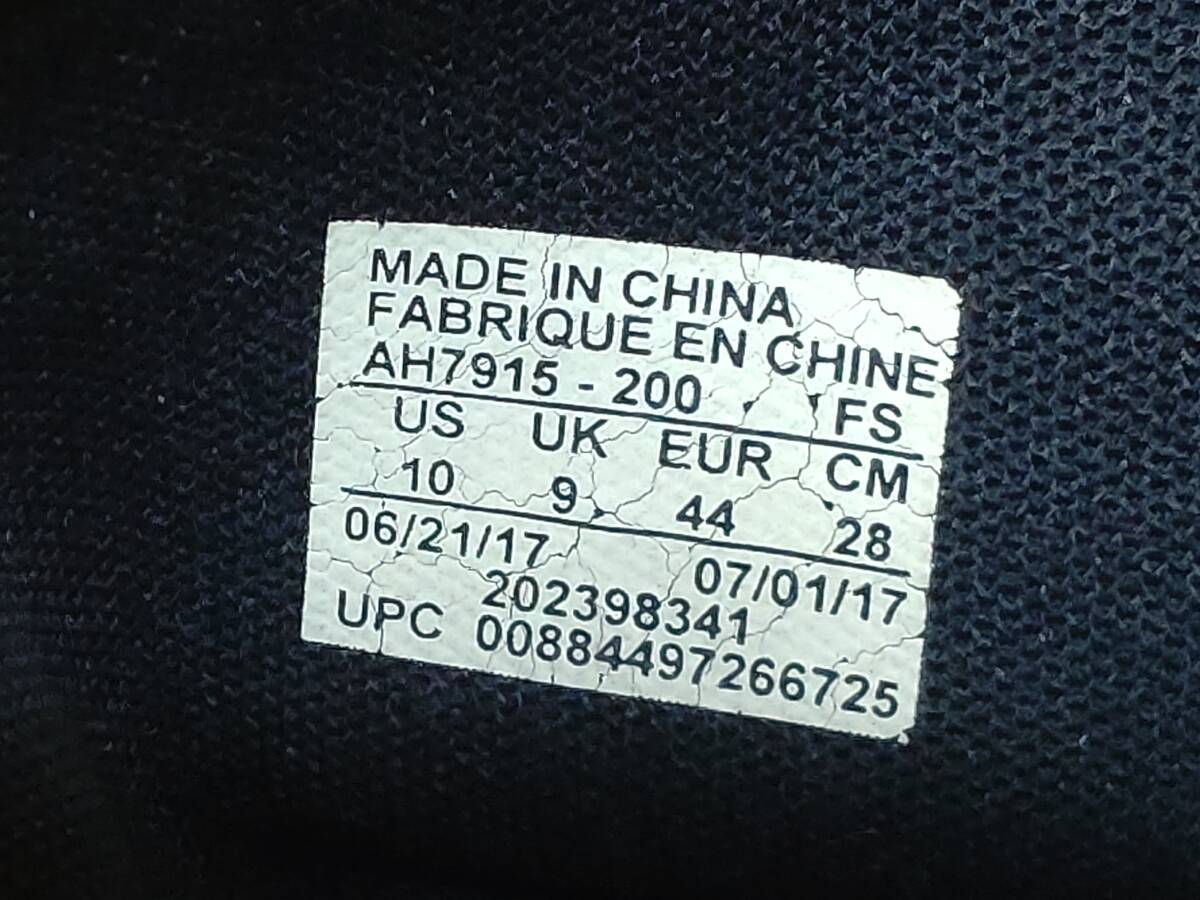 MADE IN CHINA
FABRIQUE EN CHINE
AH7915 - 200 FS
US UK EUR CM
10 9 44 28
06/21/17 07/01/17
202398341
UPC 00884497266725